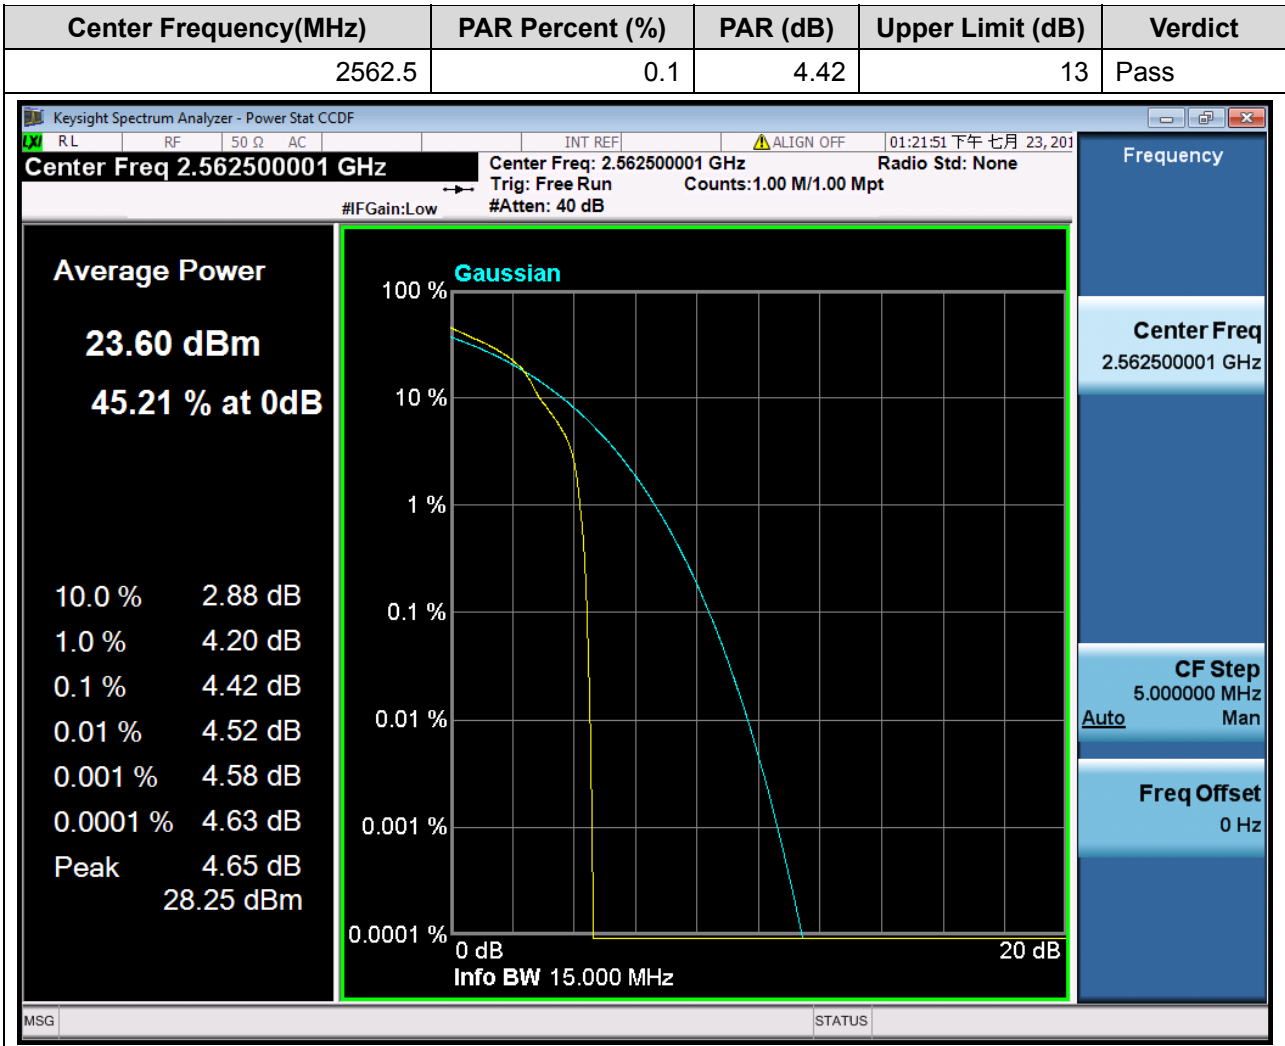 Center Frequency(MHz) PAR Percent (%) PAR (dB) Upper Limit (dB) Verdict
2562.5 0.1 4.42 13 Pass
Keysight Spectrum Analyzer - Power Stat CCDF
LXI RL RF 50 Ω AC INT REF ALIGN OFF 01:21:51 下午 七月 23, 201
Center Freq 2.562500001 GHz
Center Freq: 2.562500001 GHz Radio Std: None
Trig: Free Run Counts:1.00 M/1.00 Mpt
#IFGain:Low #Atten: 40 dB
Average Power
23.60 dBm
45.21 % at 0dB
10.0 % 2.88 dB
1.0 % 4.20 dB
0.1 % 4.42 dB
0.01 % 4.52 dB
0.001 % 4.58 dB
0.0001 % 4.63 dB
Peak 4.65 dB
28.25 dBm
Gaussian
100 %
10 %
1 %
0.1 %
0.01 %
0.001 %
0.0001 %
0 dB 20 dB
Info BW 15.000 MHz
Frequency
Center Freq
2.562500001 GHz
CF Step
5.000000 MHz
Auto Man
Freq Offset
0 Hz
MSG STATUS